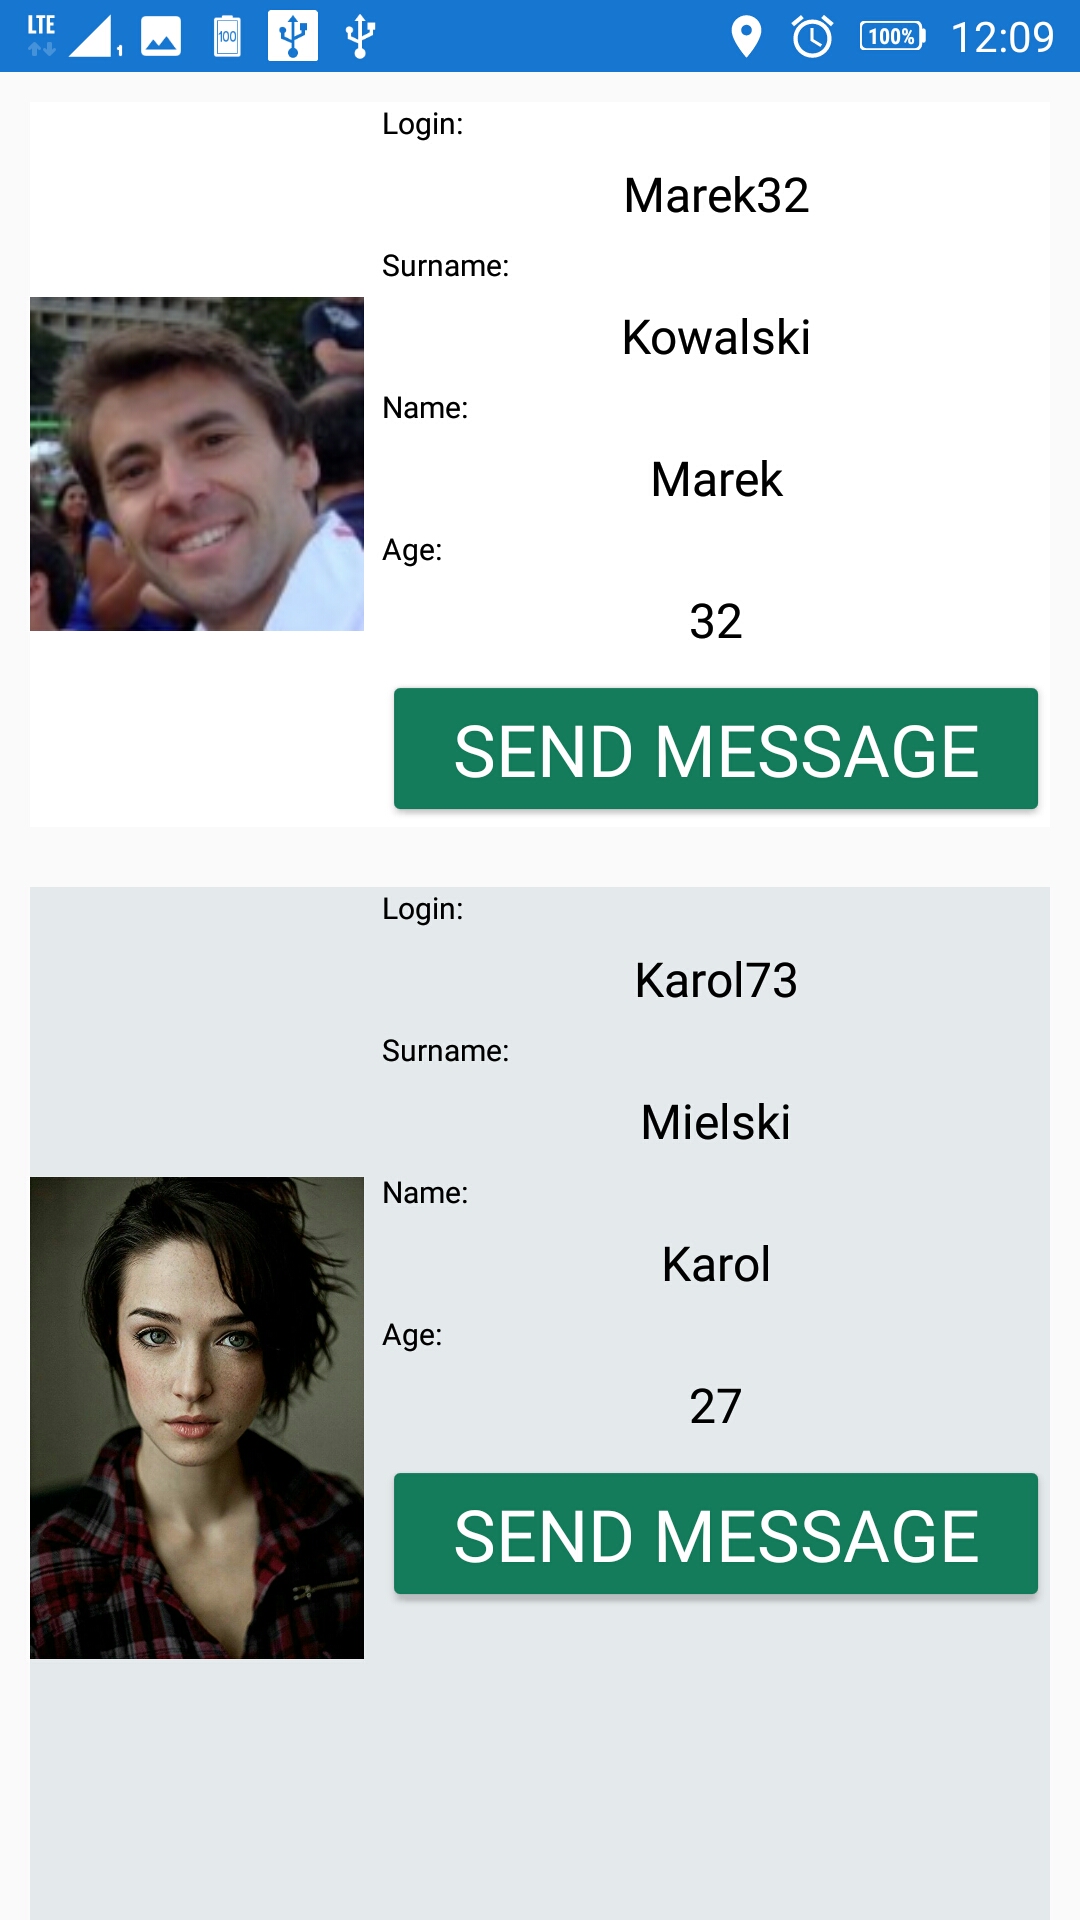 LTE 1 100 100% 12:09
Login:
Marek32
Surname:
Kowalski
Name:
Marek
Age:
32
SEND MESSAGE
Login:
Karol73
Surname:
Mielski
Name:
Karol
Age:
27
SEND MESSAGE